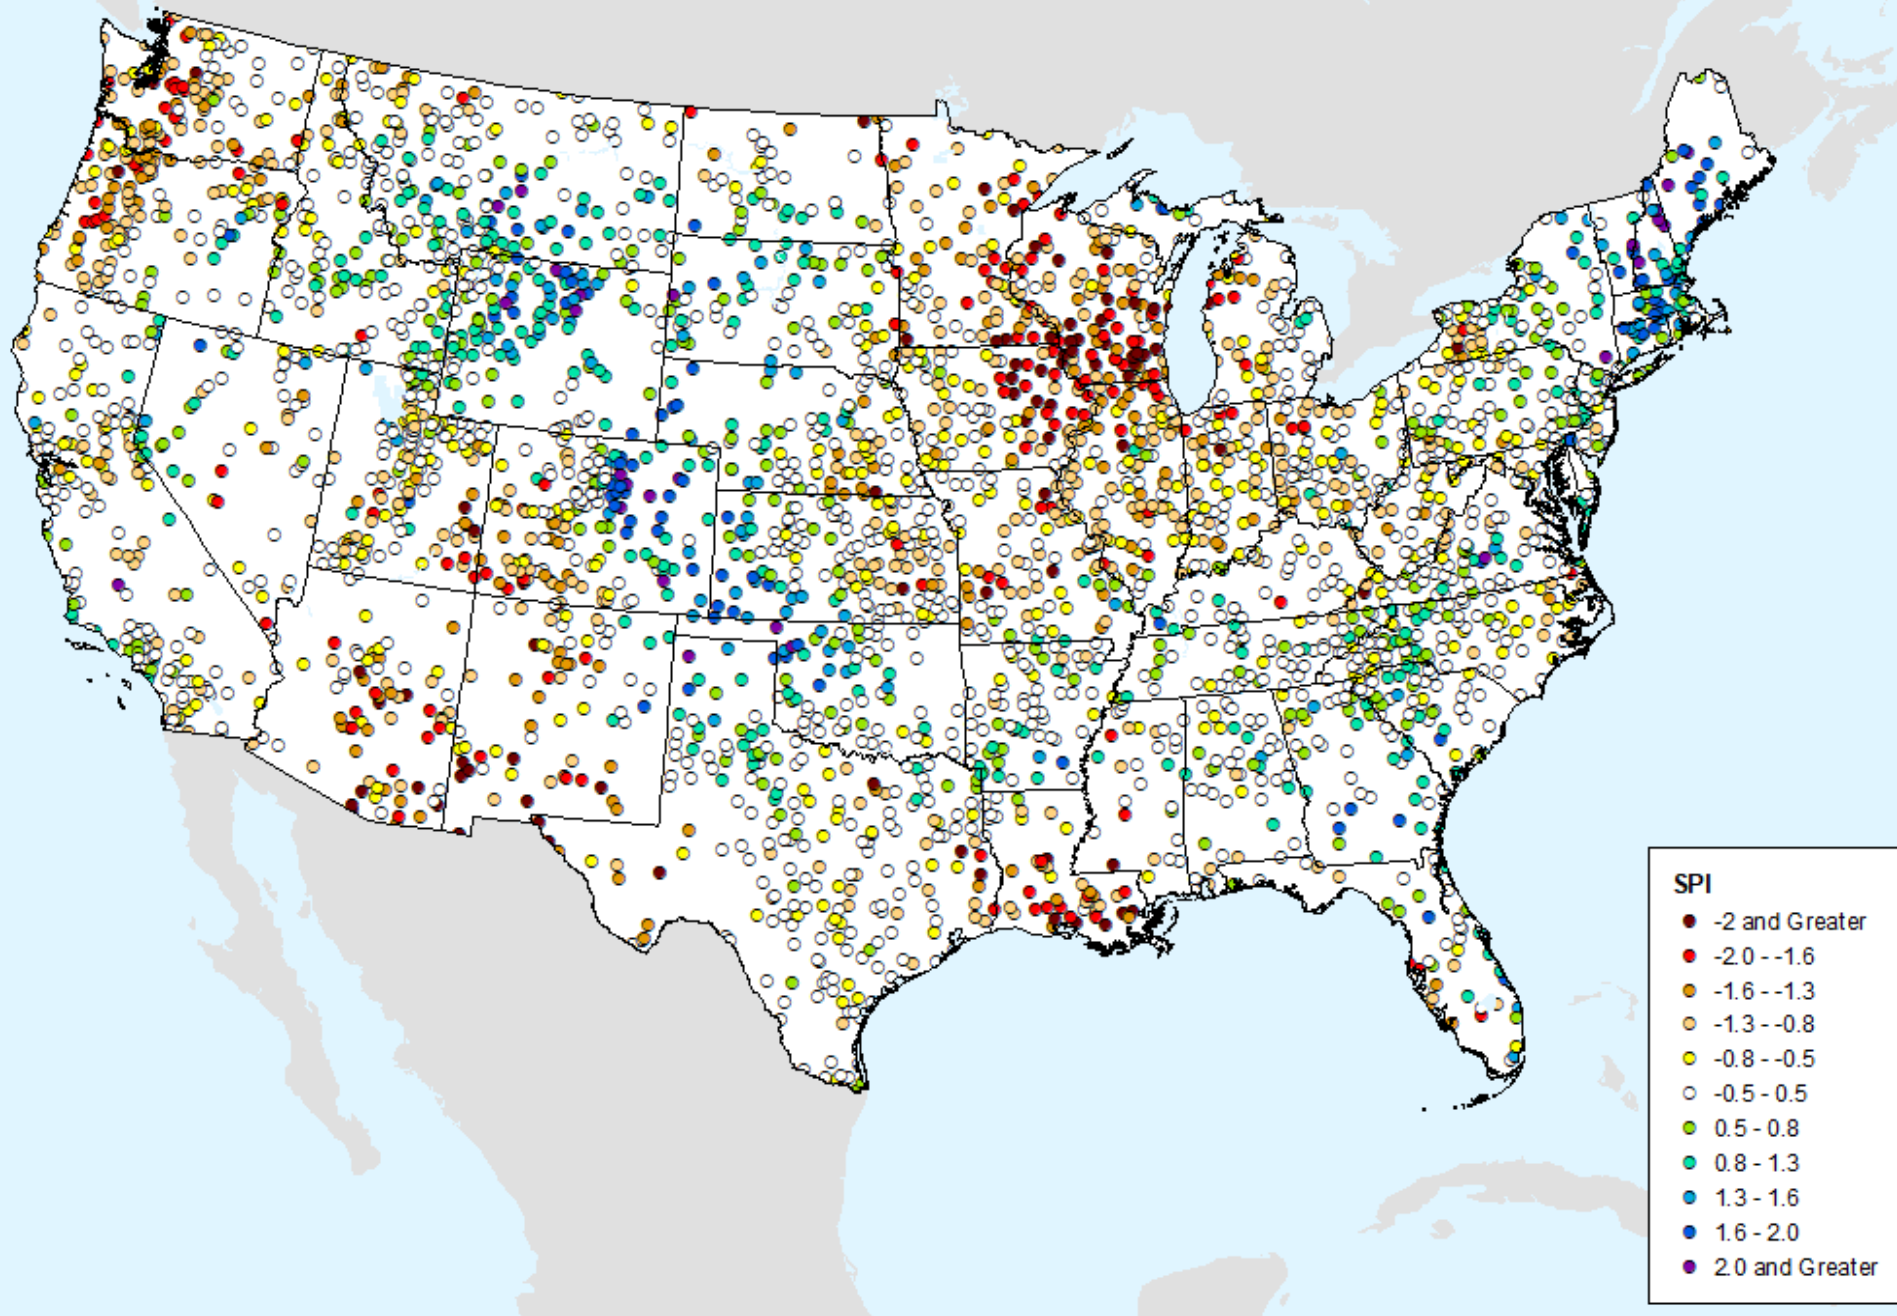 SPI
-2 and Greater
-2.0 - -1.6
-1.6 - -1.3
-1.3 - -0.8
-0.8 - -0.5
-0.5 - 0.5
0.5 - 0.8
0.8 - 1.3
1.3 - 1.6
1.6 - 2.0
2.0 and Greater